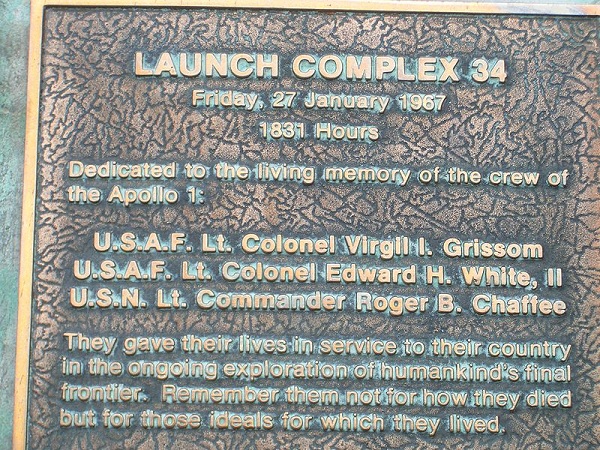 LAUNCH COMPLEX 34
Friday, 27 January 1967
1831 Hours
Dedicated to the living memory of the crew of
the Apollo 1:
U.S.A.F. Lt. Colonel Virgil I. Grissom
U.S.A.F. Lt. Colonel Edward H. White, II
U.S.N. Lt. Commander Roger B. Chaffee
They gave their lives in service to their country
in the ongoing exploration of humankind's final
frontier. Remember them not for how they died
but for those ideals for which they lived.